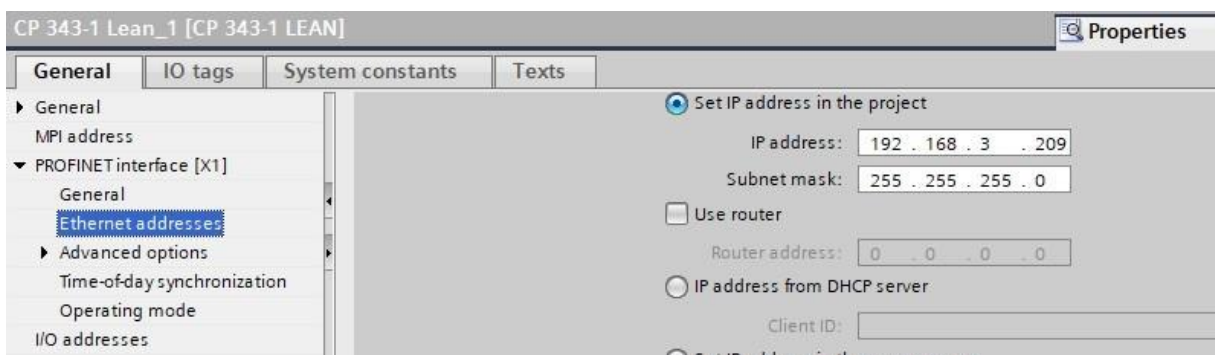 CP 343-1 Lean_1 [CP 343-1 LEAN]
Properties
General IO tags System constants Texts
General
MPI address
PROFINET interface [X1]
General
Ethernet addresses
Advanced options
Time-of-day synchronization
Operating mode
I/O addresses
Set IP address in the project
IP address: 192 . 168 . 3 . 209
Subnet mask: 255 . 255 . 255 . 0
Use router
Router address: 0 . 0 . 0 . 0
IP address from DHCP server
Client ID: